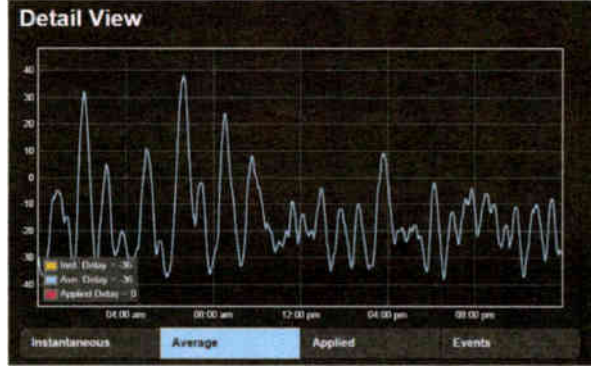 Detail View
40
30
20
10
0
-10
-20
-30
-40
Inst. Delay = -36
Ave. Delay = -36
Applied Delay = 0
04:00 am 08:00 am 12:00 pm 04:00 pm 08:00 pm
Instantaneous Average Applied Events